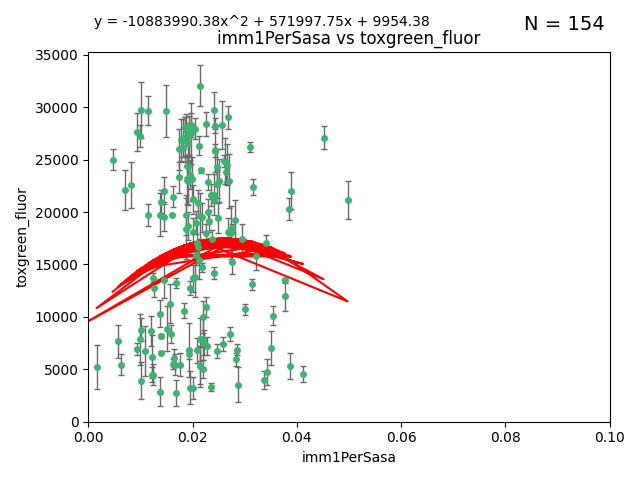 y = -10883990.38x^2 + 571997.75x + 9954.38
N = 154
imm1PerSasa vs toxgreen_fluor
35000
30000
25000
20000
15000
10000
5000
0
toxgreen_fluor
0.00 0.02 0.04 0.06 0.08 0.10
imm1PerSasa